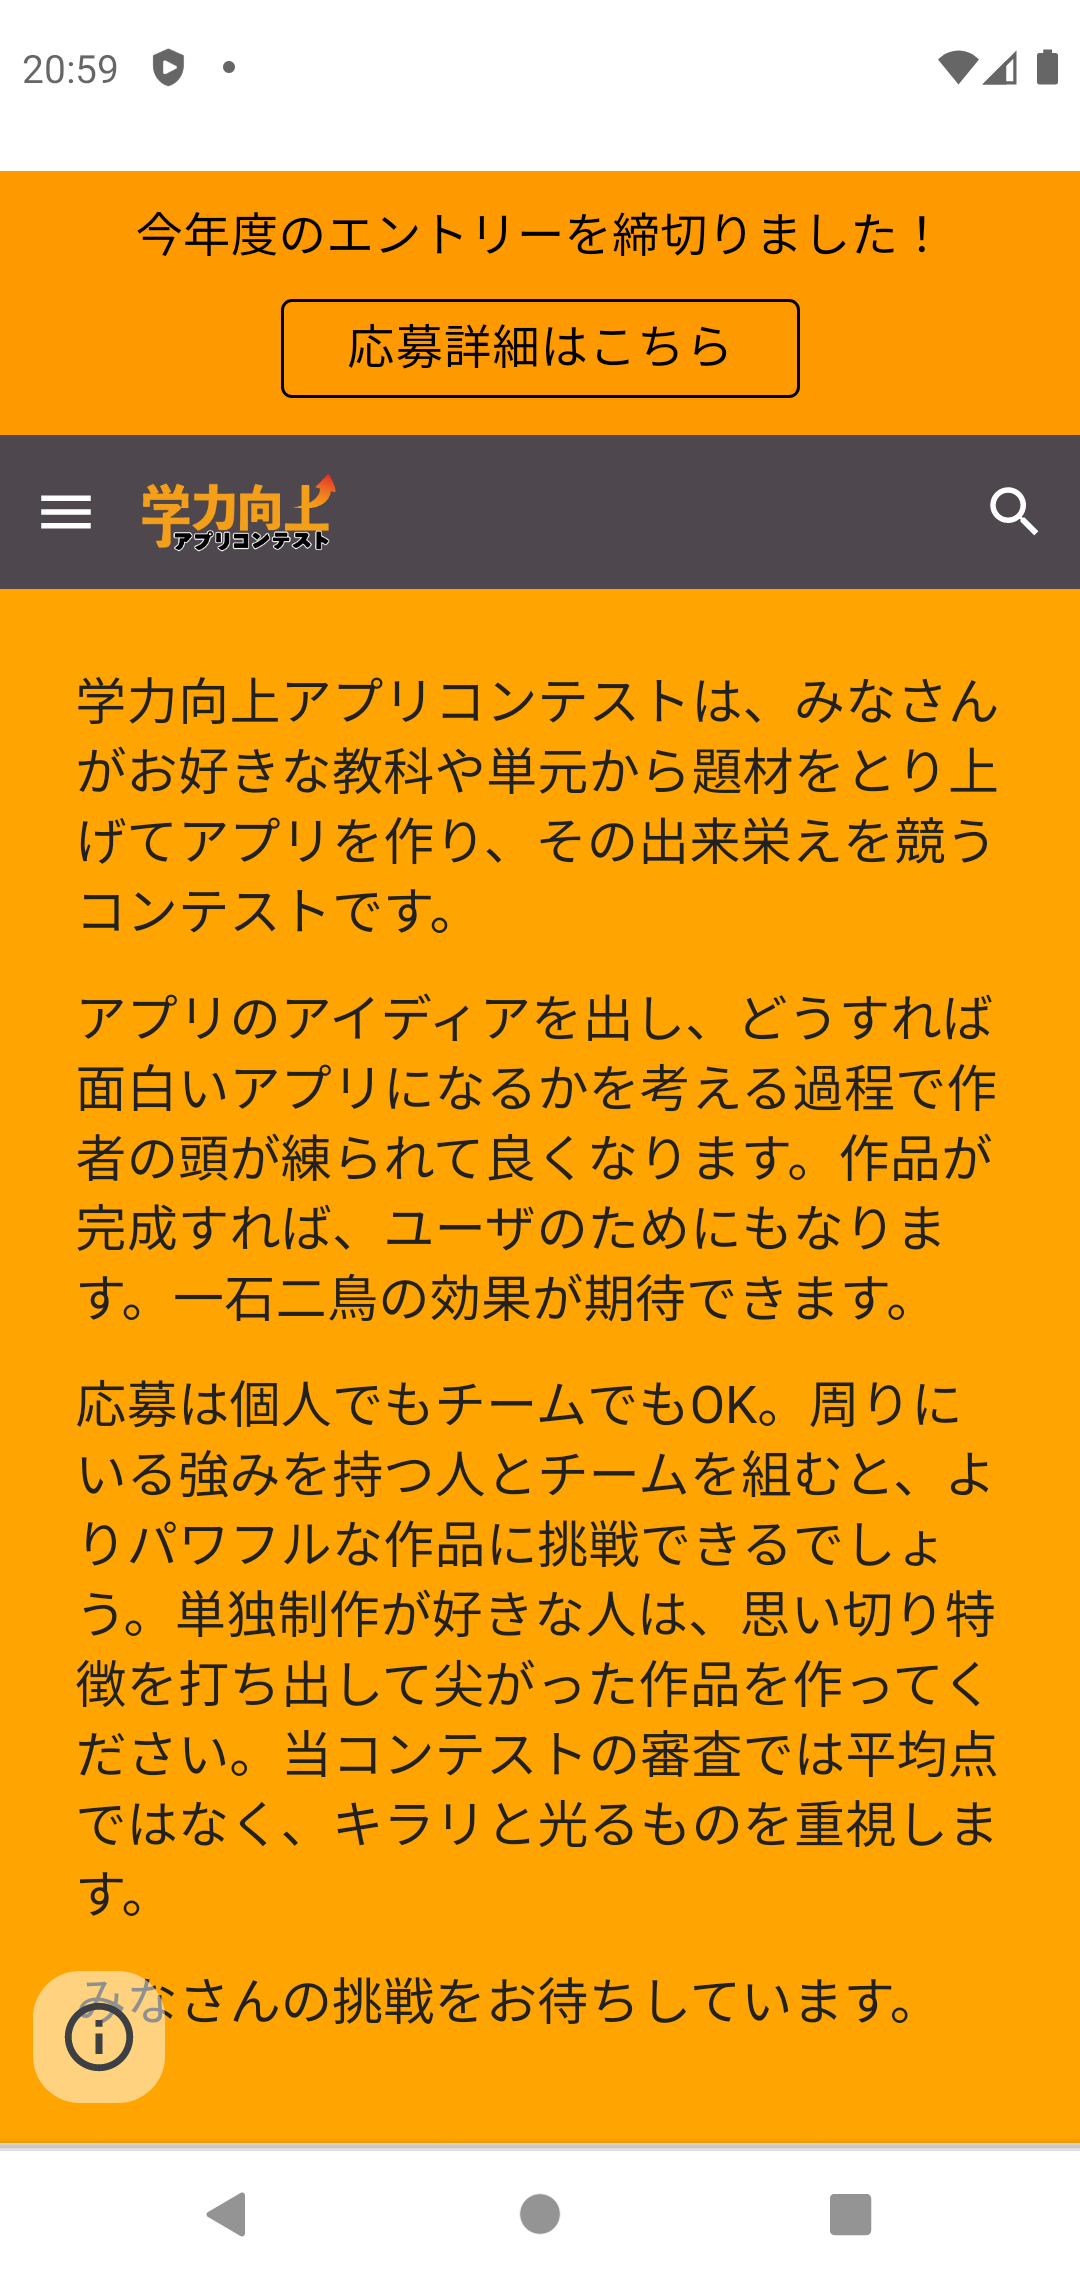 20:59
今年度のエントリーを締切りました！
応募詳細はこちら
学力向上
アプリコンテスト
学力向上アプリコンテストは、みなさん
がお好きな教科や単元から題材をとり上
げてアプリを作り、その出来栄えを競う
コンテストです。
アプリのアイディアを出し、どうすれば
面白いアプリになるかを考える過程で作
者の頭が練られて良くなります。作品が
完成すれば、ユーザのためにもなりま
す。一石二鳥の効果が期待できます。
応募は個人でもチームでもOK。周りに
いる強みを持つ人とチームを組むと、よ
りパワフルな作品に挑戦できるでしょ
う。単独制作が好きな人は、思い切り特
徴を打ち出して尖がった作品を作ってく
ださい。当コンテストの審査では平均点
ではなく、キラリと光るものを重視しま
す。
みなさんの挑戦をお待ちしています。